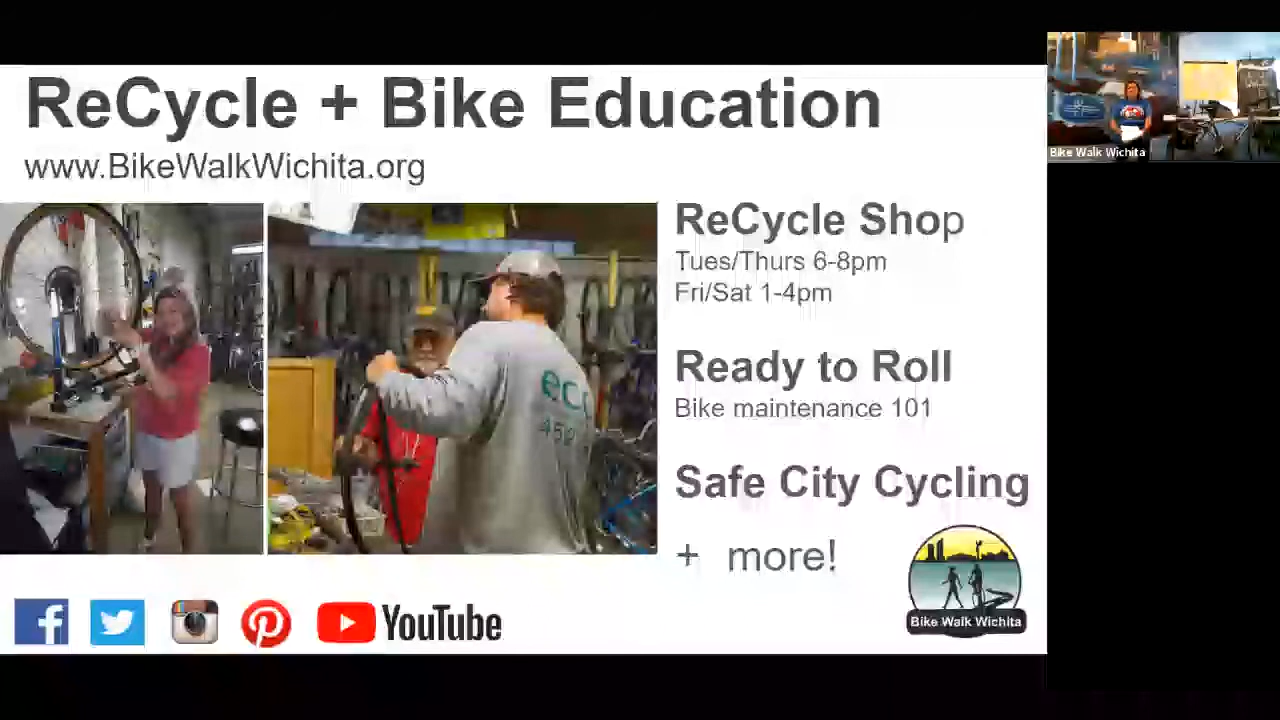 ReCycle + Bike Education
www.BikeWalkWichita.org
ReCycle Shop
Tues/Thurs 6-8pm
Fri/Sat 1-4pm
Ready to Roll
Bike maintenance 101
Safe City Cycling
+ more!
Bike Walk Wichita
YouTube
Bike Walk Wichita